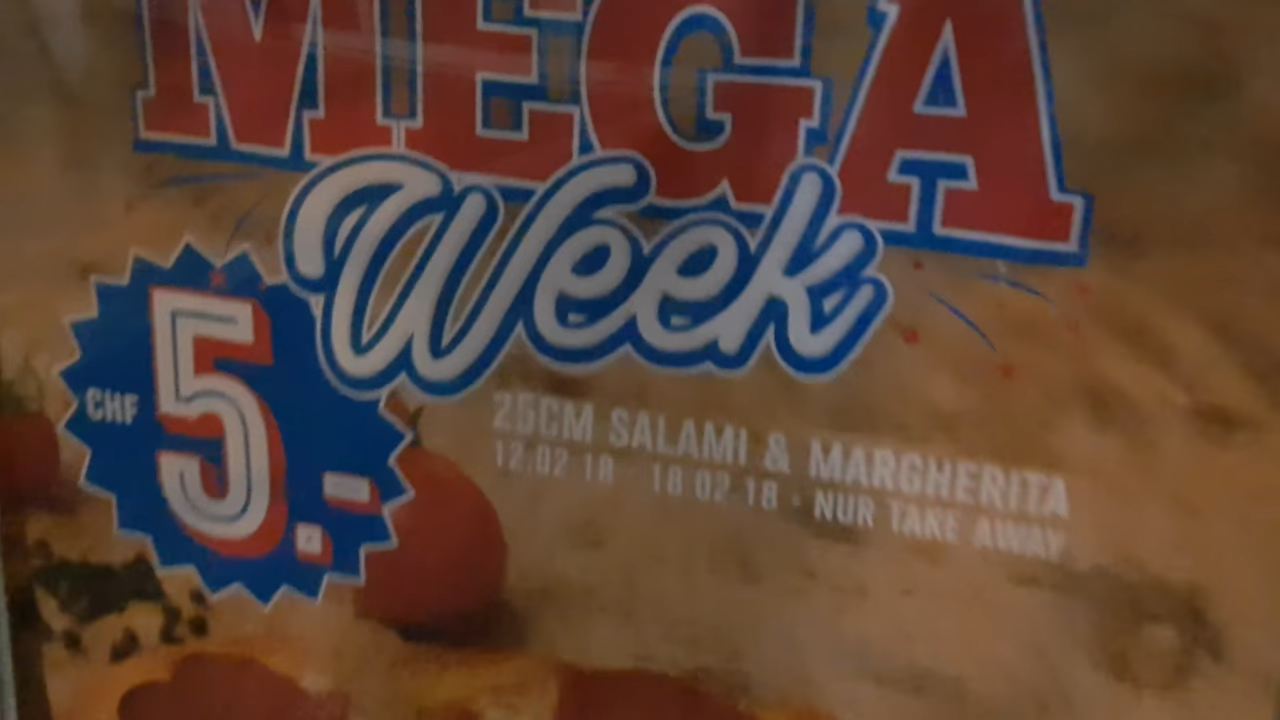 MEGA
Week
CHF 5.-
25CM SALAMI & MARGHERITA
12.02 18 - 18 02 18 - NUR TAKE AWAY